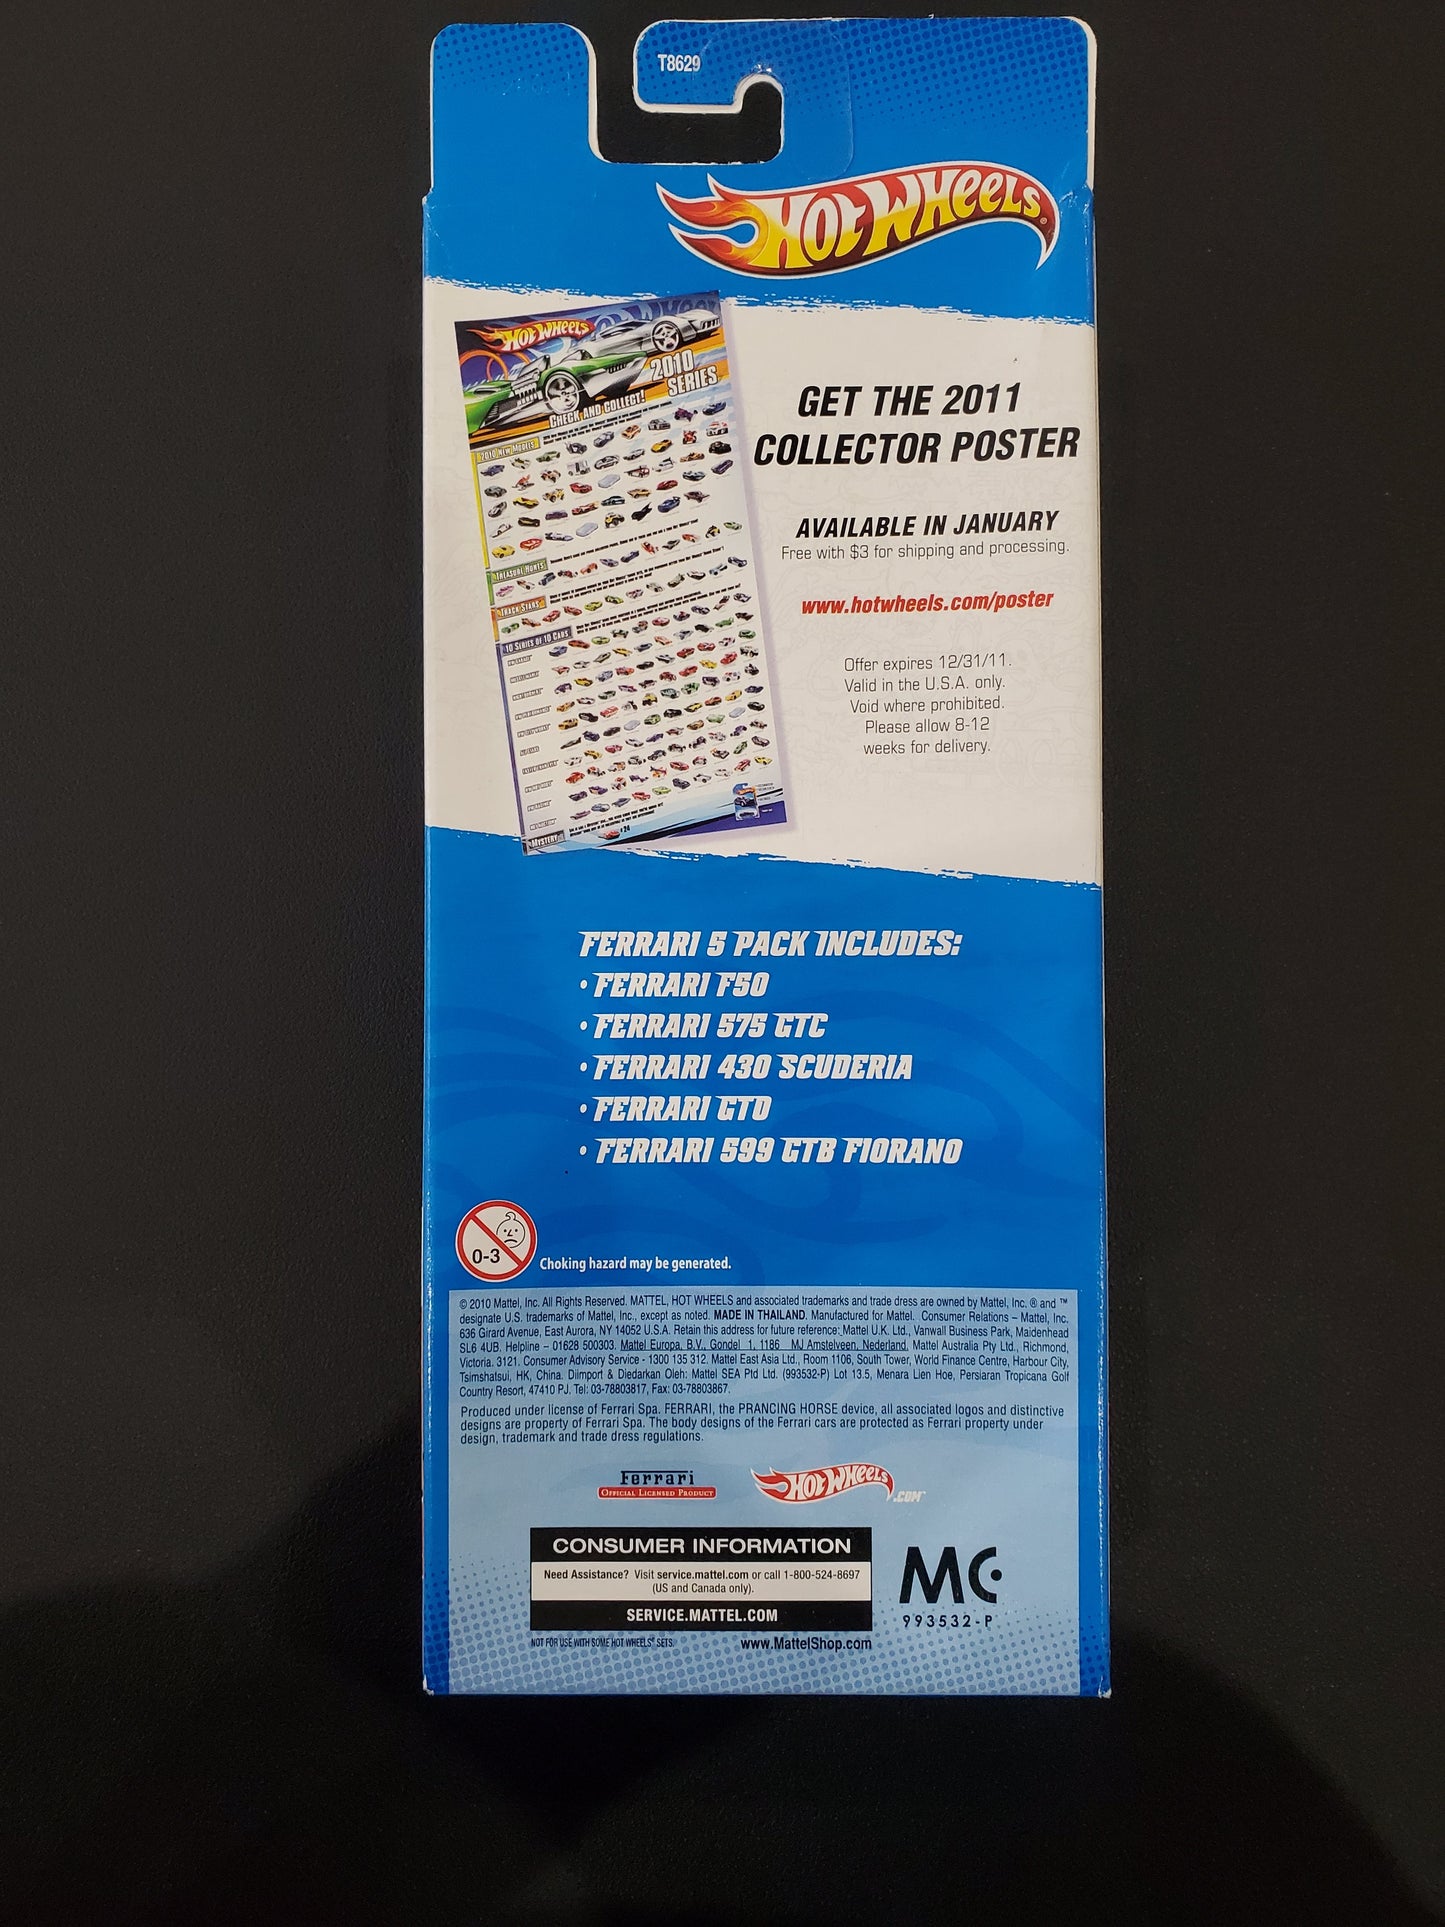 T8629
HOT WHEELS®
HOT WHEELS
2010
SERIES
CHECK AND COLLECT!
2010 NEW MODELS
TREASURE HUNTS
TRACK STARS
10 SERIES OF 10 CARS
MYSTERY
GET THE 2011
COLLECTOR POSTER
AVAILABLE IN JANUARY
Free with $3 for shipping and processing.
www.hotwheels.com/poster
Offer expires 12/31/11.
Valid in the U.S.A. only.
Void where prohibited.
Please allow 8-12
weeks for delivery.
FERRARI 5 PACK INCLUDES:
• FERRARI F50
• FERRARI 575 GTC
• FERRARI 430 SCUDERIA
• FERRARI GTO
• FERRARI 599 GTB FIORANO
0-3
Choking hazard may be generated.
© 2010 Mattel, Inc. All Rights Reserved. MATTEL, HOT WHEELS and associated trademarks and trade dress are owned by Mattel, Inc. ® and ™
designate U.S. trademarks of Mattel, Inc., except as noted. MADE IN THAILAND. Manufactured for Mattel. Consumer Relations – Mattel, Inc.
636 Girard Avenue, East Aurora, NY 14052 U.S.A. Retain this address for future reference: Mattel U.K. Ltd., Vanwall Business Park, Maidenhead
SL6 4UB. Helpline – 01628 500303. Mattel Europa, B.V., Gondel 1, 1186 MJ Amstelveen, Nederland. Mattel Australia Pty Ltd., Richmond,
Victoria. 3121. Consumer Advisory Service - 1300 135 312. Mattel East Asia Ltd., Room 1106, South Tower, World Finance Centre, Harbour City,
Tsimshatsui, HK, China. Diimport & Diedarkan Oleh: Mattel SEA Ptd Ltd. (993532-P) Lot 13.5, Menara Lien Hoe, Persiaran Tropicana Golf
Country Resort, 47410 PJ. Tel: 03-78803817, Fax: 03-78803867.
Produced under license of Ferrari Spa. FERRARI, the PRANCING HORSE device, all associated logos and distinctive
designs are property of Ferrari Spa. The body designs of the Ferrari cars are protected as Ferrari property under
design, trademark and trade dress regulations.
Ferrari
OFFICIAL LICENSED PRODUCT
HOT WHEELS.COM™
CONSUMER INFORMATION
Need Assistance? Visit service.mattel.com or call 1-800-524-8697
(US and Canada only).
SERVICE.MATTEL.COM
MC
993532-P
NOT FOR USE WITH SOME HOT WHEELS® SETS.
www.MattelShop.com